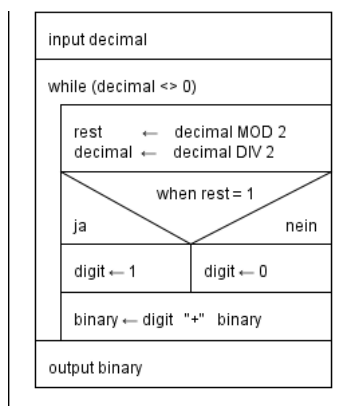 input decimal
while (decimal <> 0)
rest ← decimal MOD 2
decimal ← decimal DIV 2
when rest = 1
ja nein
digit ← 1 digit ← 0
binary ← digit "+" binary
output binary